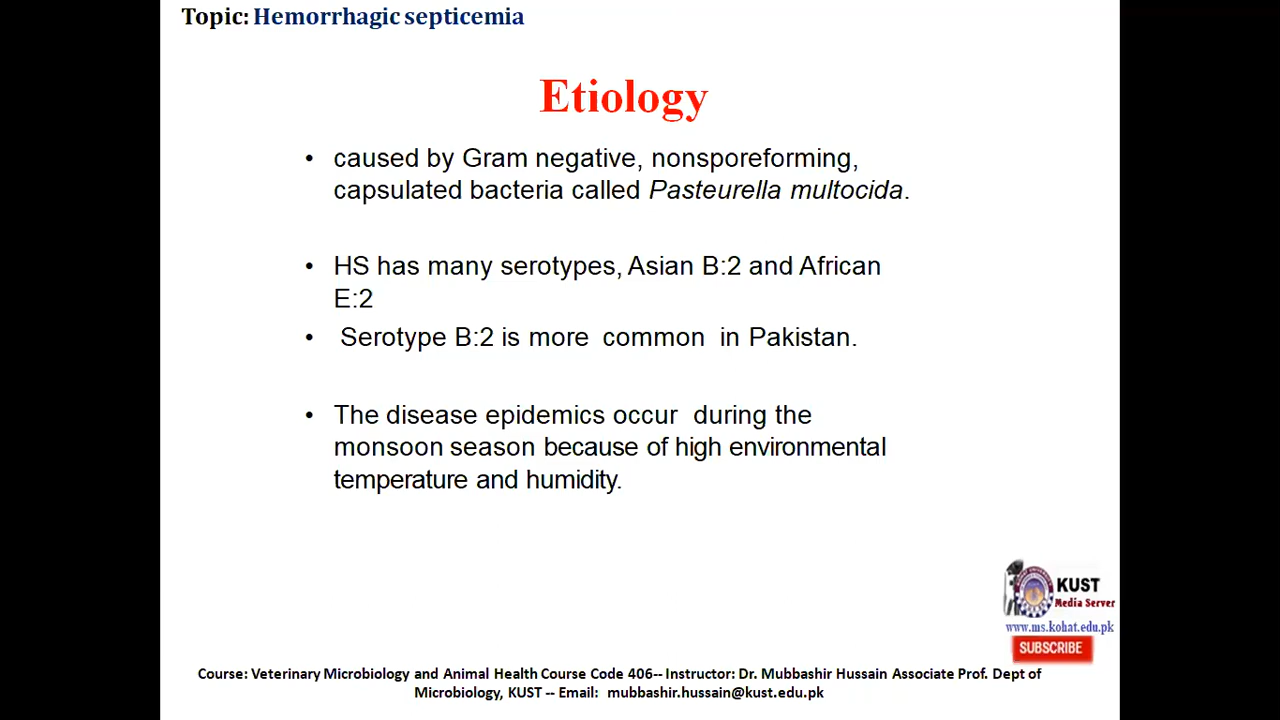 Topic: Hemorrhagic septicemia
Etiology
• caused by Gram negative, nonsporeforming,
capsulated bacteria called Pasteurella multocida.
• HS has many serotypes, Asian B:2 and African
E:2
• Serotype B:2 is more common in Pakistan.
• The disease epidemics occur during the
monsoon season because of high environmental
temperature and humidity.
KUST
Media Server
www.ms.kohat.edu.pk
SUBSCRIBE
Course: Veterinary Microbiology and Animal Health Course Code 406-- Instructor: Dr. Mubbashir Hussain Associate Prof. Dept of
Microbiology, KUST -- Email: mubbashir.hussain@kust.edu.pk